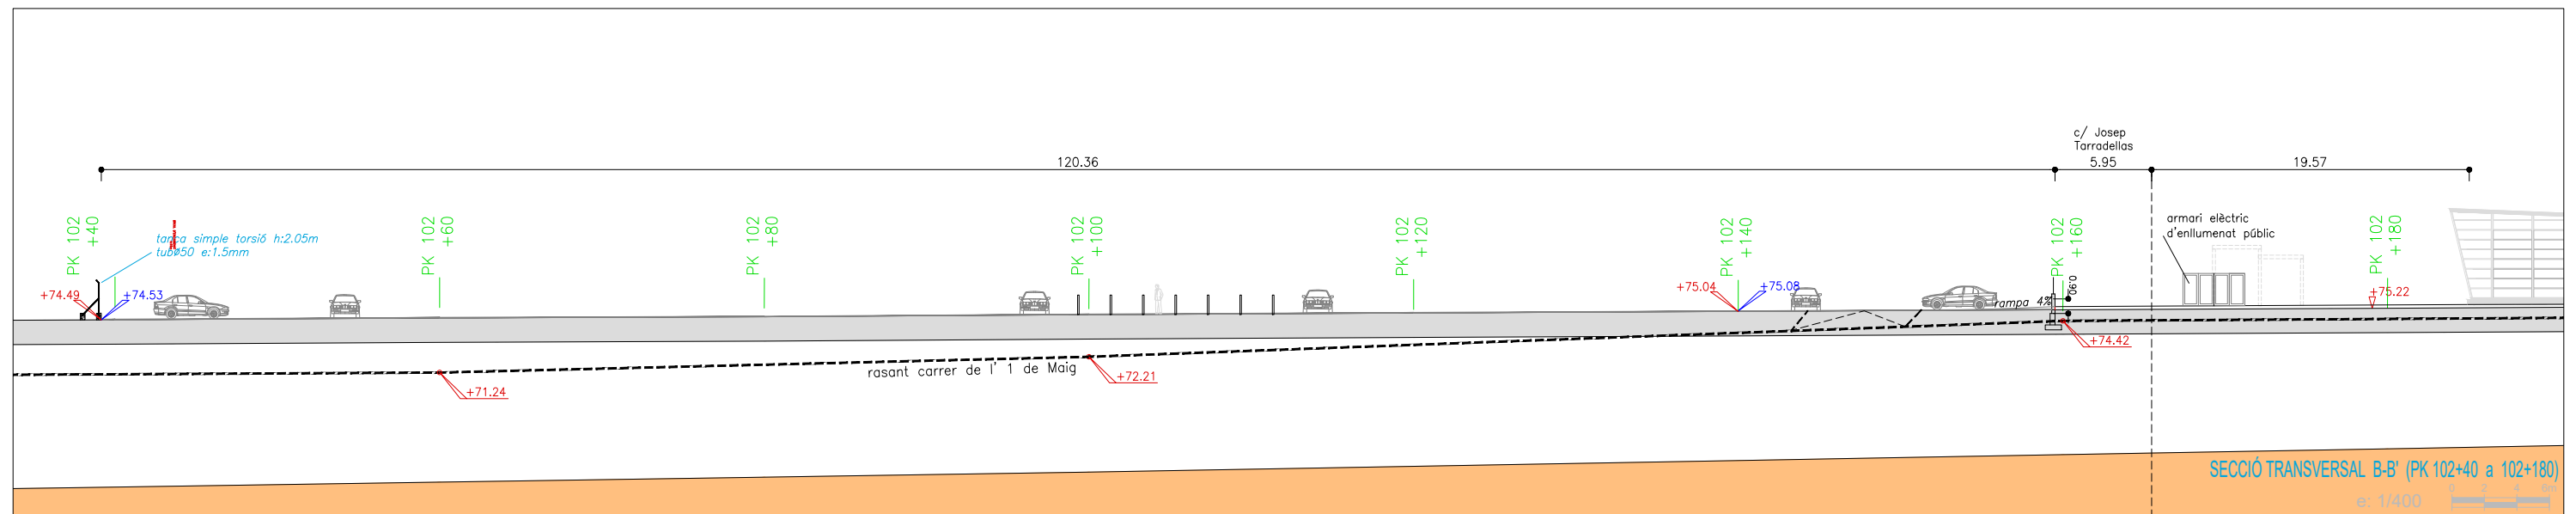 c/ Josep
Tarradellas
120.36
5.95
19.57
PK 102
+40
PK 102
+60
PK 102
+80
PK 102
+100
PK 102
+120
PK 102
+140
PK 102
+160
PK 102
+180
tanca simple torsió h:2.05m
tubø50 e:1.5mm
armari elèctric
d'enllumenat públic
+74.49
+74.53
+75.04
+75.08
0.90
rampa 4%
+75.22
+74.42
rasant carrer de l' 1 de Maig
+71.24
+72.21
SECCIÓ TRANSVERSAL B-B' (PK 102+40 a 102+180)
e: 1/400
0 2 4 6m